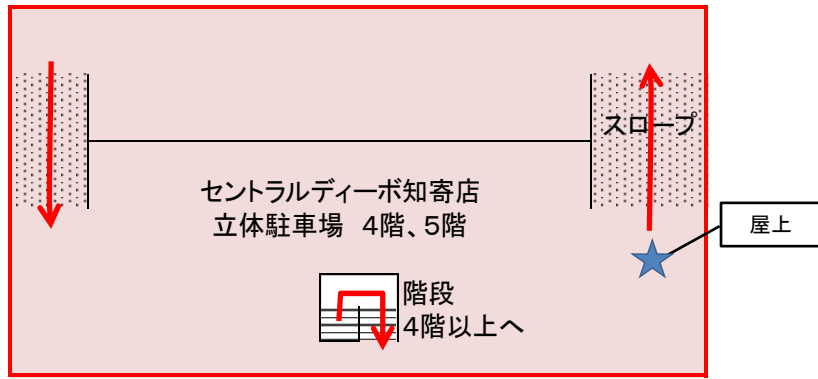 スロープ
セントラルディーボ知寄店
立体駐車場　４階、５階
屋上
階段
４階以上へ